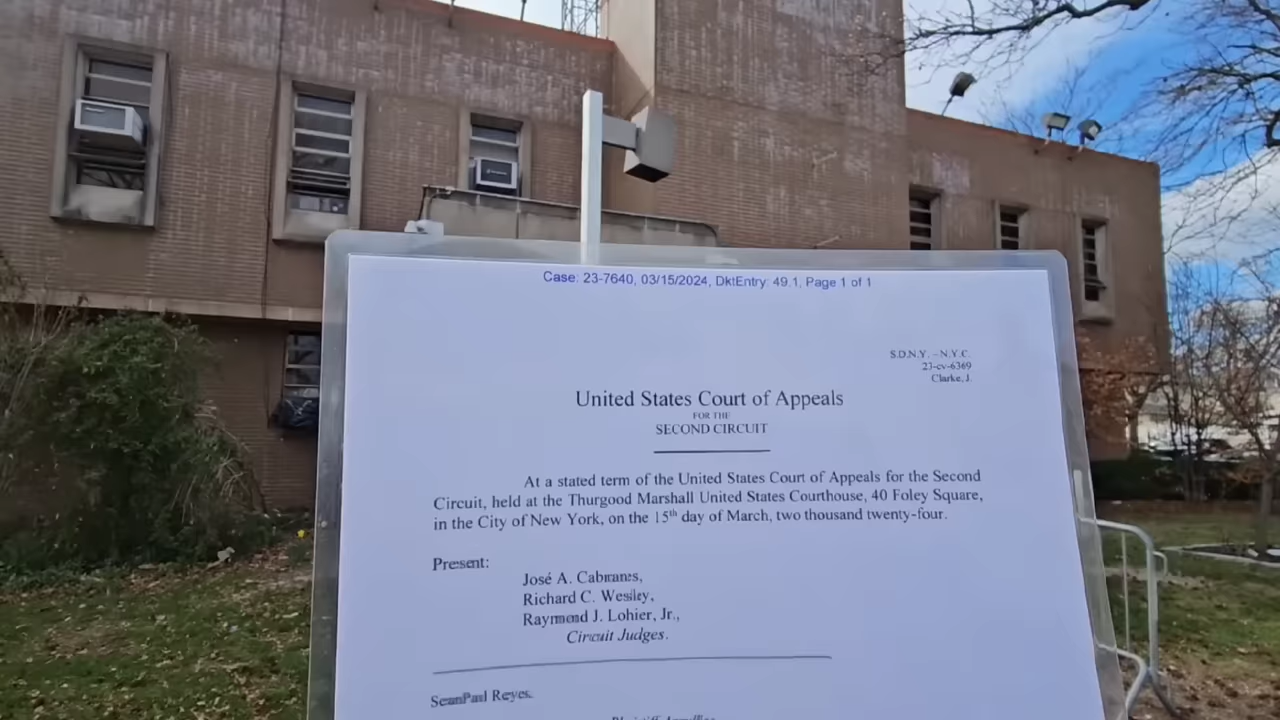 Case: 23-7640, 03/15/2024, DktEntry: 49.1, Page 1 of 1
S.D.N.Y. – N.Y.C.
23-cv-6369
Clarke, J.
United States Court of Appeals
FOR THE
SECOND CIRCUIT
At a stated term of the United States Court of Appeals for the Second
Circuit, held at the Thurgood Marshall United States Courthouse, 40 Foley Square,
in the City of New York, on the 15th day of March, two thousand twenty-four.
Present:
José A. Cabranes,
Richard C. Wesley,
Raymond J. Lohier, Jr.,
Circuit Judges.
SeanPaul Reyes,